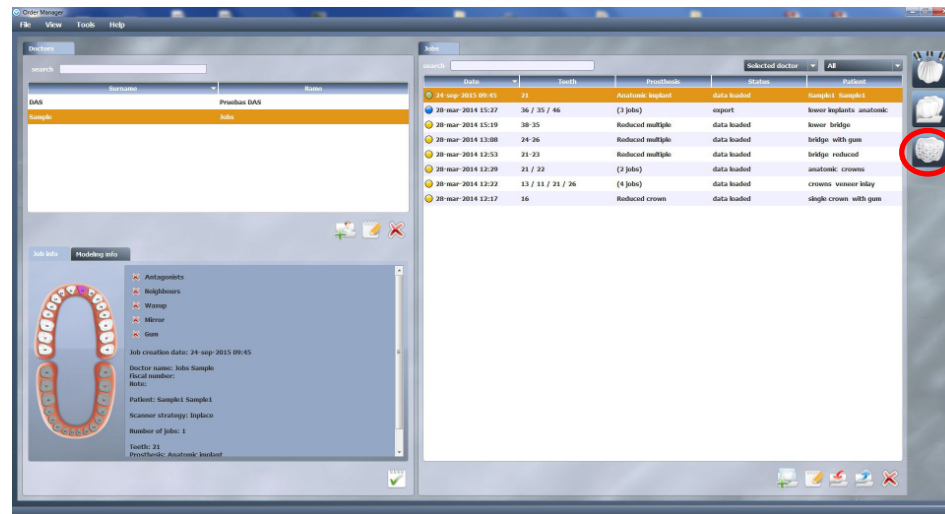 Order Manager
File View Tools Help
Doctors
search
Surname Name
DAS Pruebas DAS
Sample Jobs
Job info Modeling info
Antagonists
Neighbours
Waxup
Mirror
Gum
Job creation date: 24-sep-2015 09:45
Doctor name: Jobs Sample
Fiscal number:
Note:
Patient: Sample1 Sample1
Scanner strategy: Inplace
Number of jobs: 1
Teeth: 21
Prosthesis: Anatomic implant
Jobs
search Selected doctor All
Date Teeth Prosthesis Status Patient
24-sep-2015 09:45 21 Anatomic implant data loaded Sample1 Sample1
28-mar-2014 15:27 36 / 35 / 46 (3 jobs) export lower implants anatomic
28-mar-2014 15:19 38-35 Reduced multiple data loaded lower bridge
28-mar-2014 13:08 24-26 Reduced multiple data loaded bridge with gum
28-mar-2014 12:53 21-23 Reduced multiple data loaded bridge reduced
28-mar-2014 12:29 21 / 22 (2 jobs) data loaded anatomic crowns
28-mar-2014 12:22 13 / 11 / 21 / 26 (4 jobs) data loaded crowns veneer inlay
28-mar-2014 12:17 16 Reduced crown data loaded single crown with gum